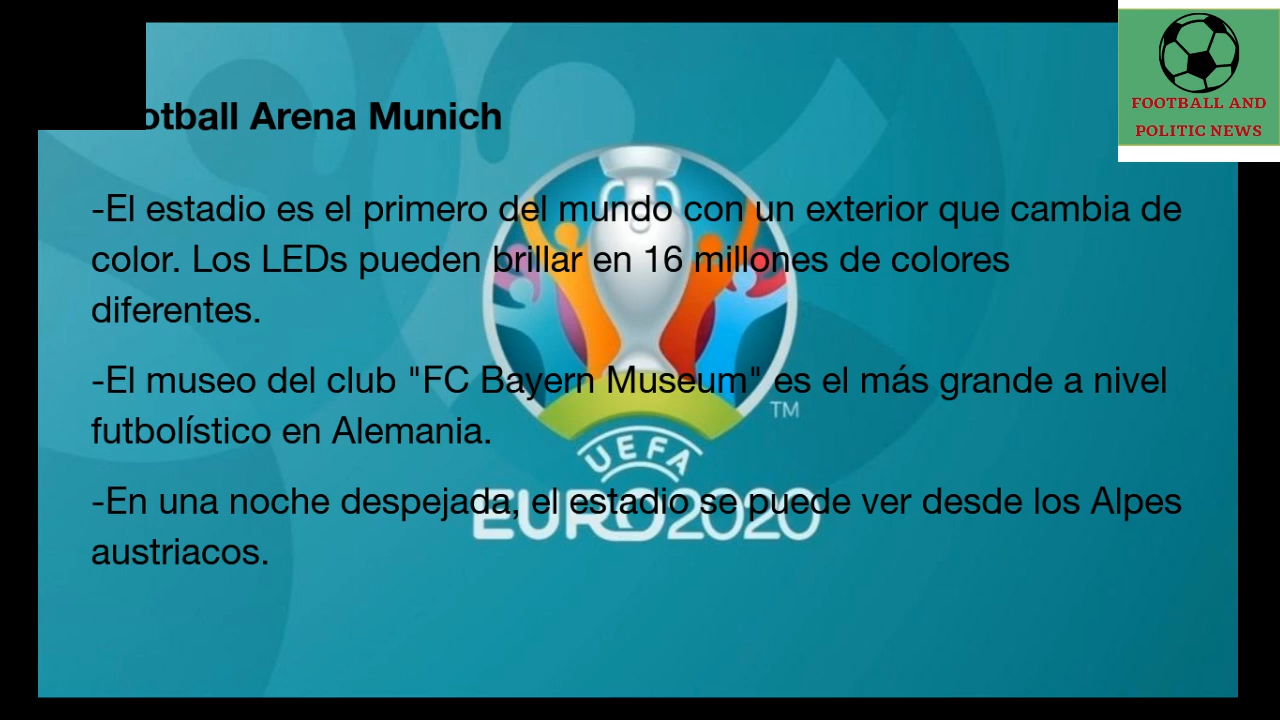 otball Arena Munich
FOOTBALL AND
POLITIC NEWS
-El estadio es el primero del mundo con un exterior que cambia de
color. Los LEDs pueden brillar en 16 millones de colores
diferentes.
-El museo del club "FC Bayern Museum" es el más grande a nivel
futbolístico en Alemania.
TM
UEFA
-En una noche despejada, el estadio se puede ver desde los Alpes
EURO2020
austriacos.